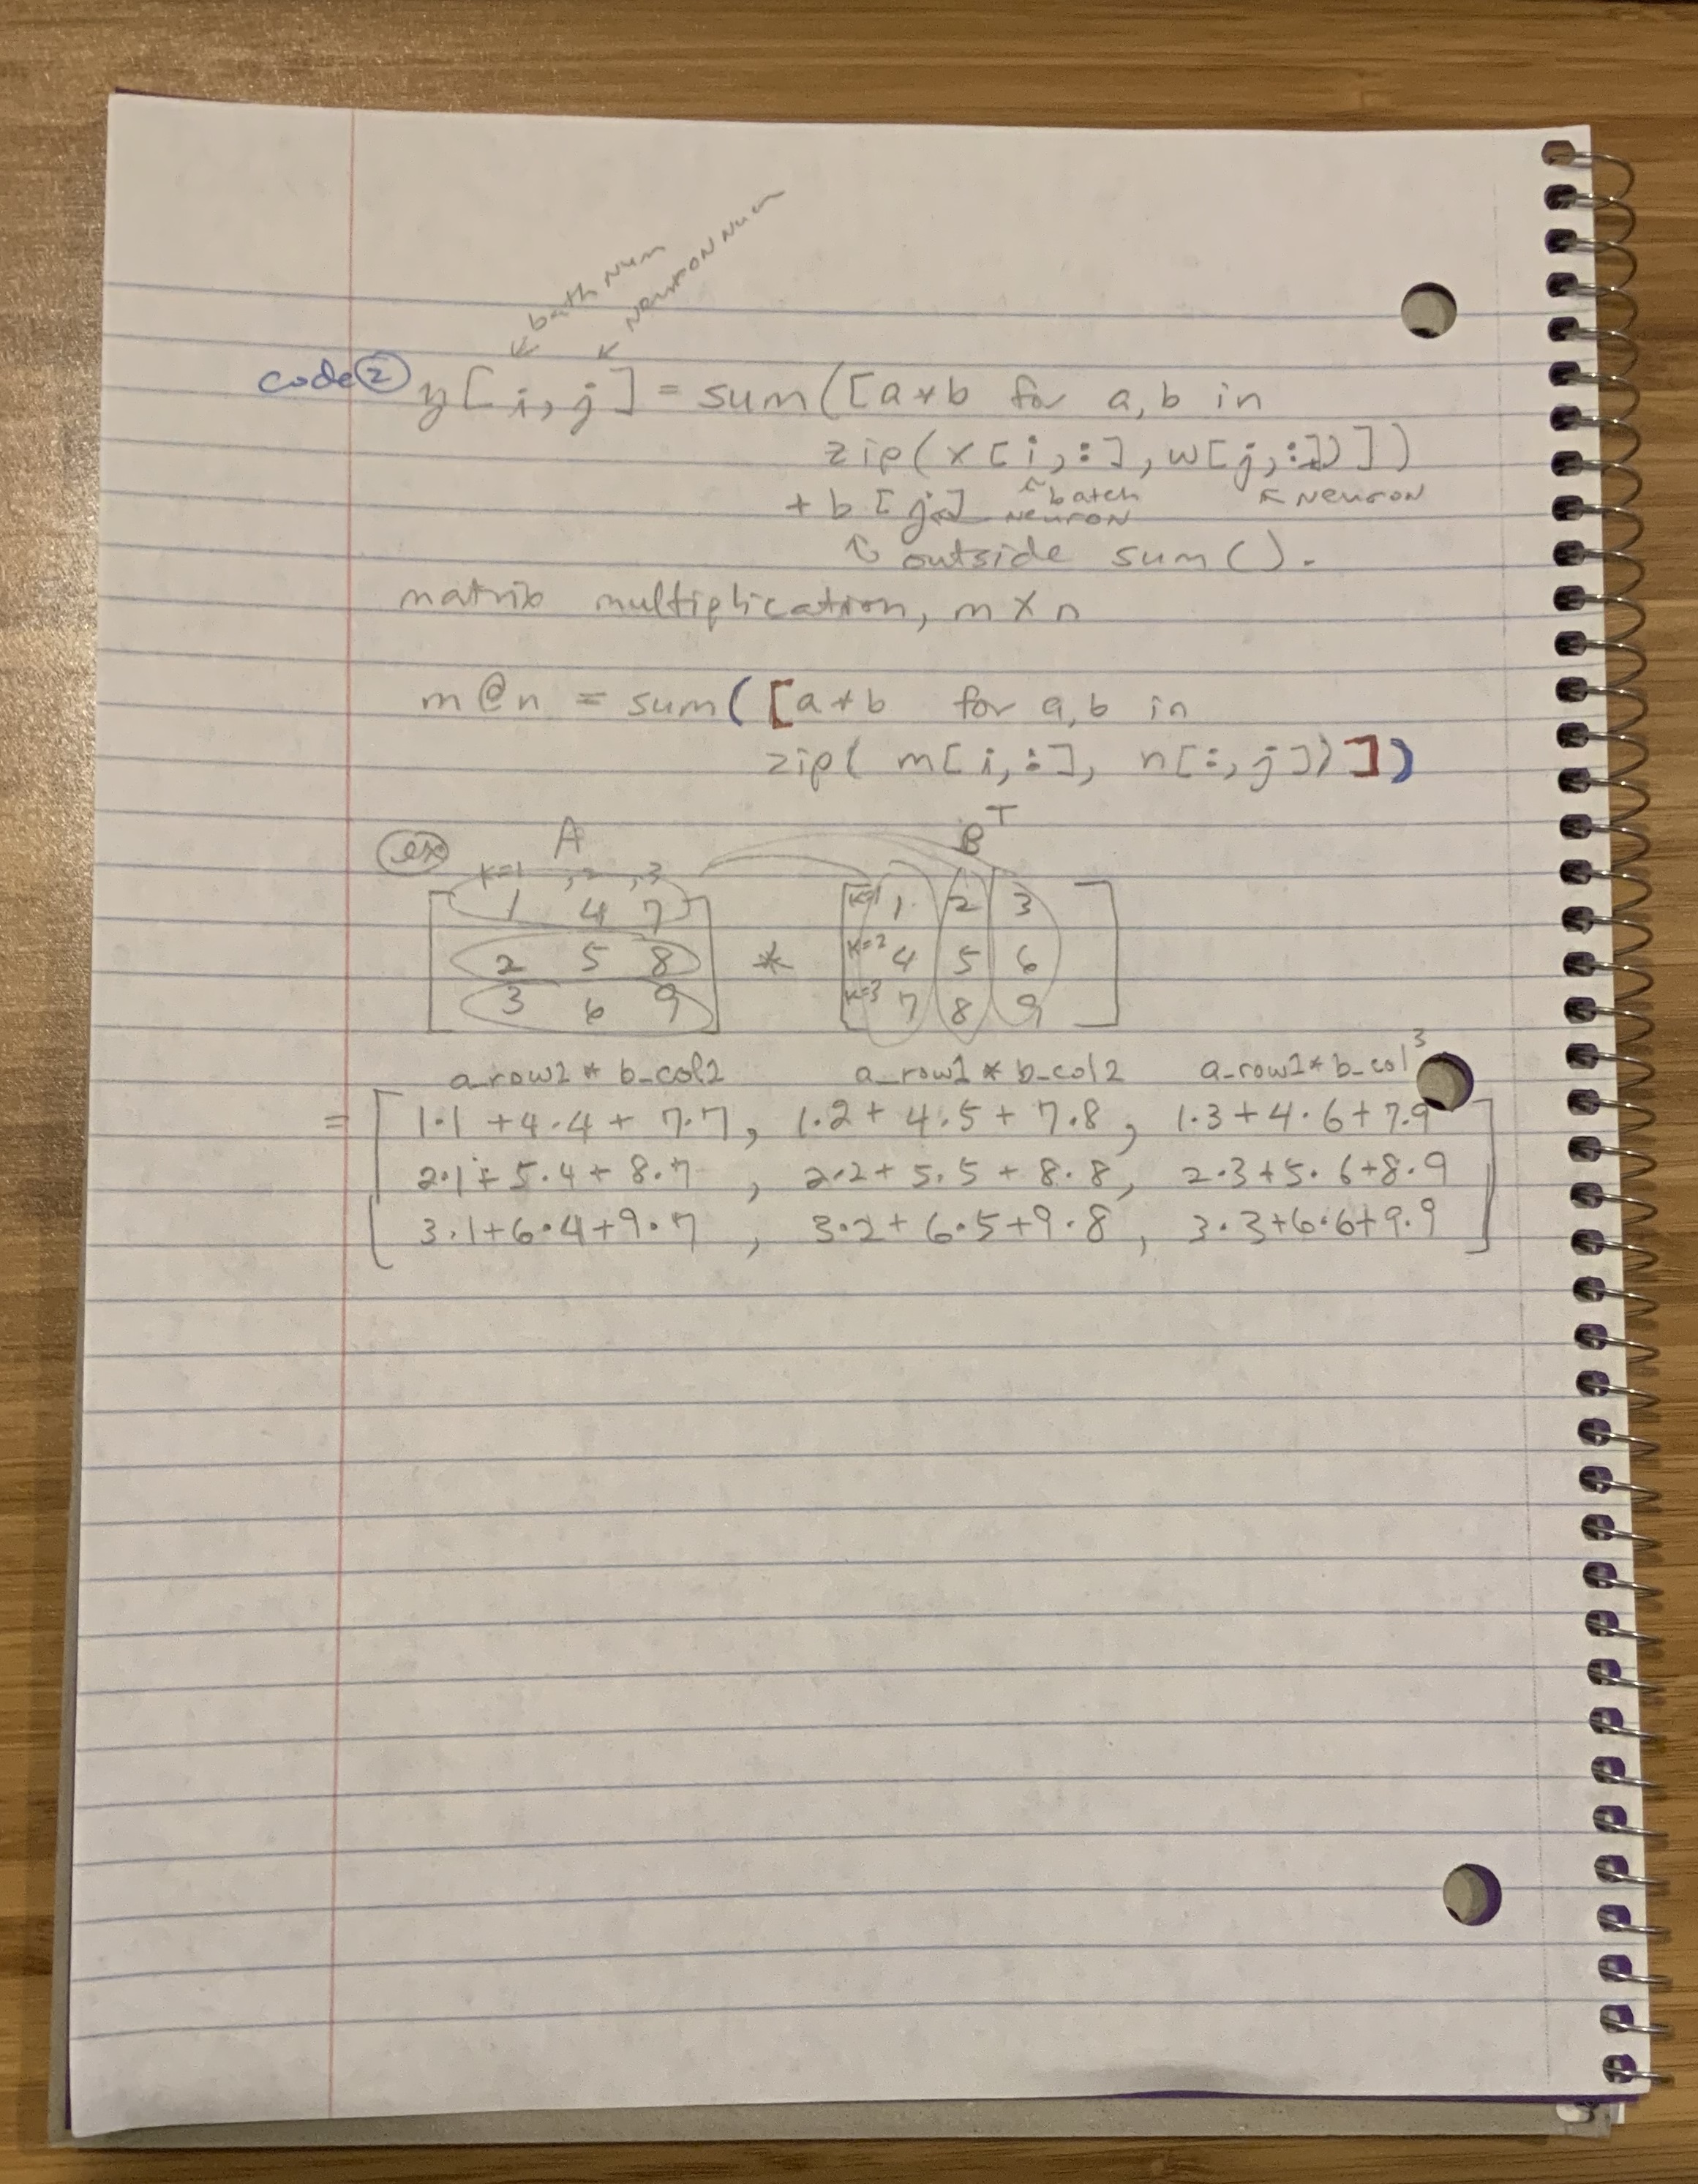 bath num
neuron num
code ② y[i,j] = sum([a*b for a,b in
zip(x[i,:], w[j,:])])
+ b[j] ↖batch ↖neuron
← neuron
↑ outside sum().
matrix multiplication, m x n
m@n = sum([a*b for a,b in
zip( m[i,:], n[:,j])])
ex A Bᵀ
k=1 ,2 ,3
1 4 7 k=1 1 2 3
2 5 8 * k=2 4 5 6
3 6 9 k=3 7 8 9
a_row1 * b_col1 a_row1 * b_col2 a_row1* b_col3
= [ 1·1 + 4·4 + 7·7, 1·2 + 4·5 + 7·8, 1·3 + 4·6 + 7·9
2·1 + 5·4 + 8·7 , 2·2 + 5·5 + 8·8, 2·3 + 5·6 + 8·9
3·1+6·4+9·7 , 3·2 + 6·5+9·8 , 3·3+6·6+9·9 ]